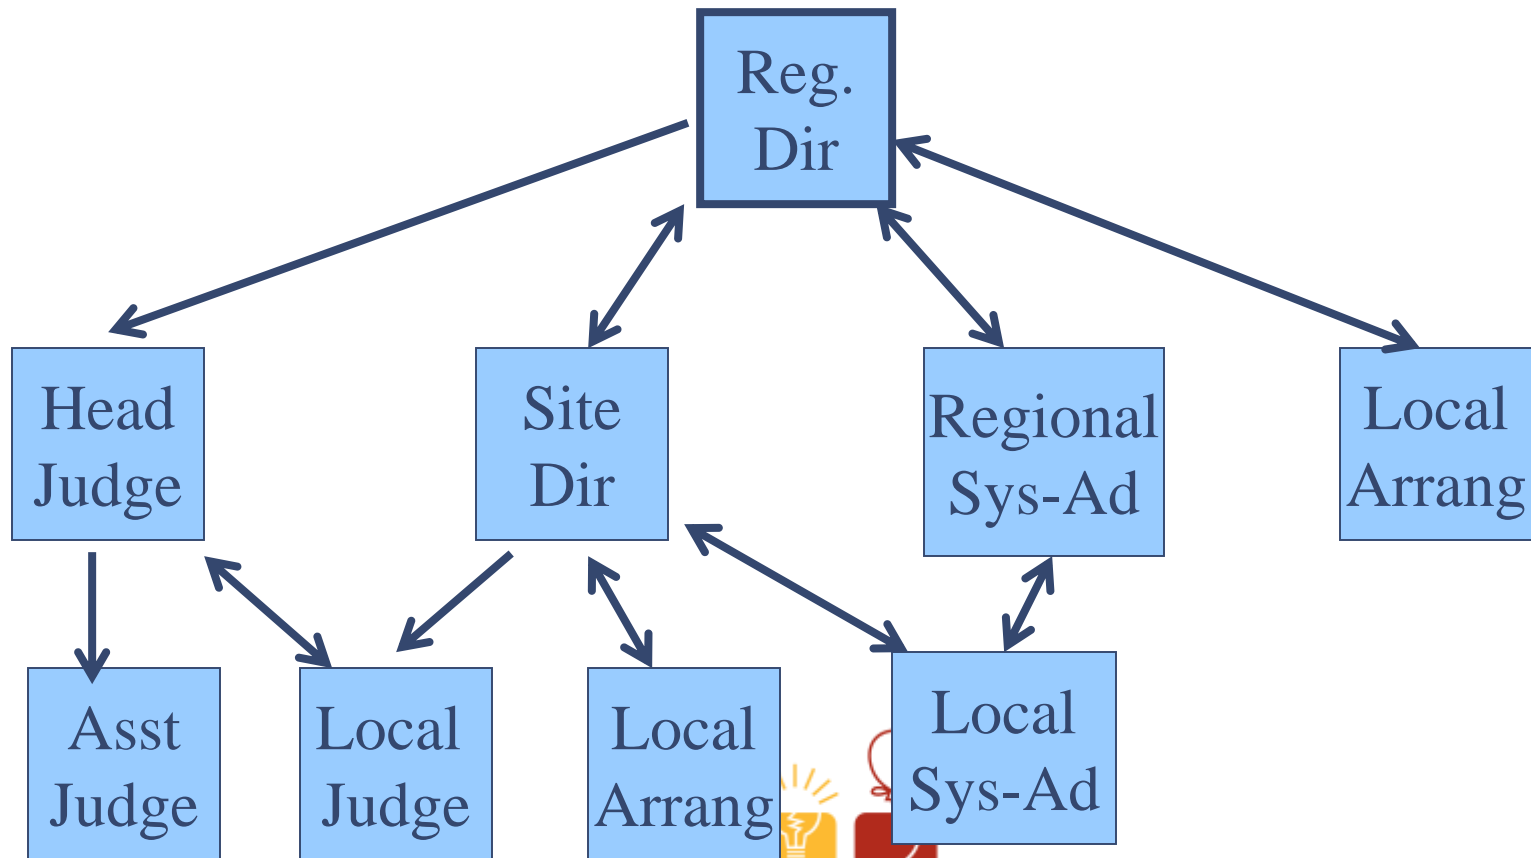 Reg.
Dir
Head
Judge
Site
Dir
Regional
Sys-Ad
Local
Arrang
Asst
Judge
Local
Judge
Local
Arrang
Local
Sys-Ad